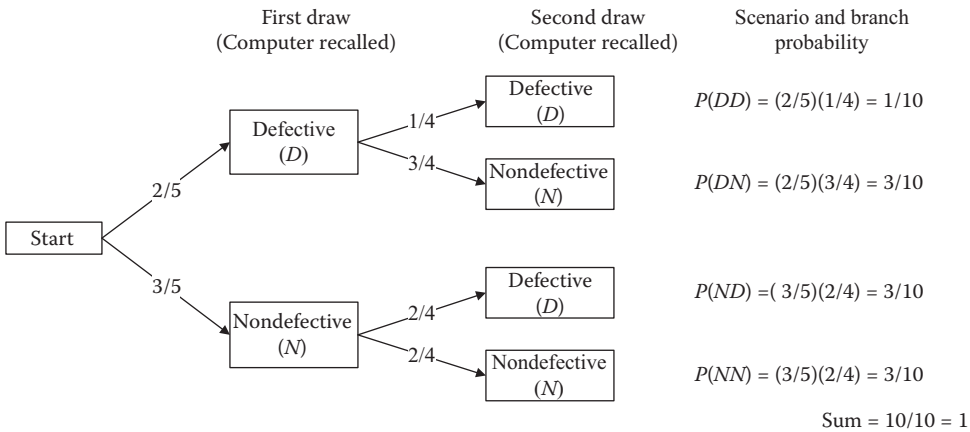 First draw
(Computer recalled)
Second draw
(Computer recalled)
Scenario and branch
probability
Start
2/5
3/5
Defective
(D)
Nondefective
(N)
1/4
3/4
2/4
2/4
Defective
(D)
Nondefective
(N)
Defective
(D)
Nondefective
(N)
P(DD) = (2/5)(1/4) = 1/10
P(DN) = (2/5)(3/4) = 3/10
P(ND) =( 3/5)(2/4) = 3/10
P(NN) = (3/5)(2/4) = 3/10
Sum = 10/10 = 1